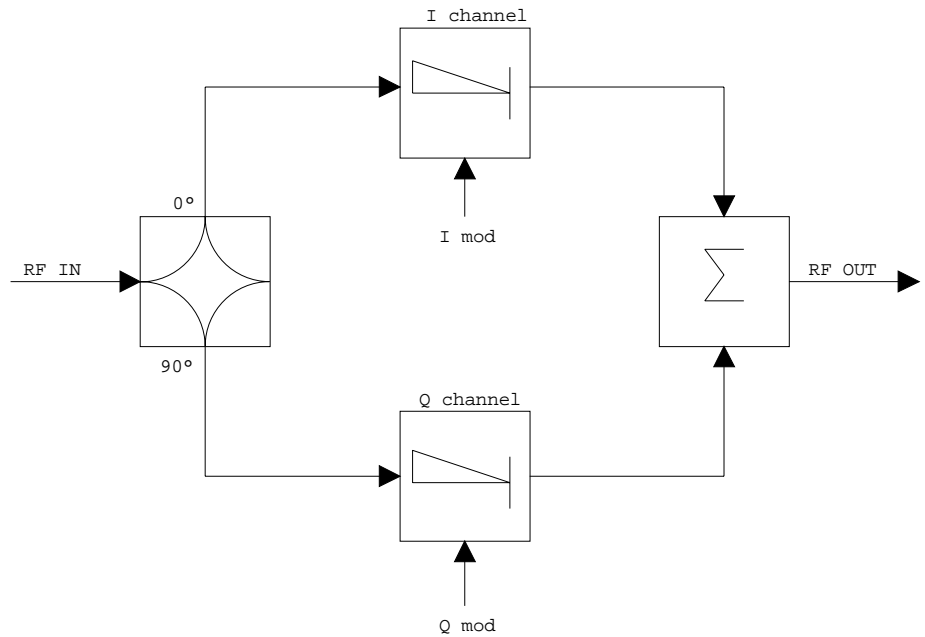 I channel
I mod
0°
RF IN
Σ
RF OUT
90°
Q channel
Q mod